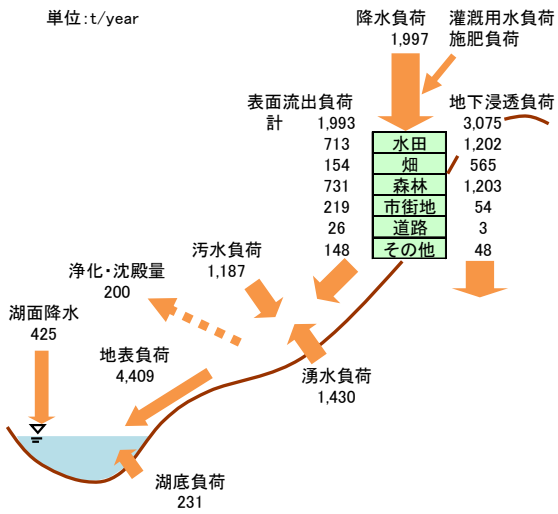 単位:t/year
降水負荷
1,997
灌漑用水負荷
施肥負荷
表面流出負荷
計 1,993
地下浸透負荷
3,075
713 水田 1,202
154 畑 565
731 森林 1,203
219 市街地 54
26 道路 3
148 その他 48
汚水負荷
1,187
浄化・沈殿量
200
湖面降水
425
地表負荷
4,409
湧水負荷
1,430
湖底負荷
231